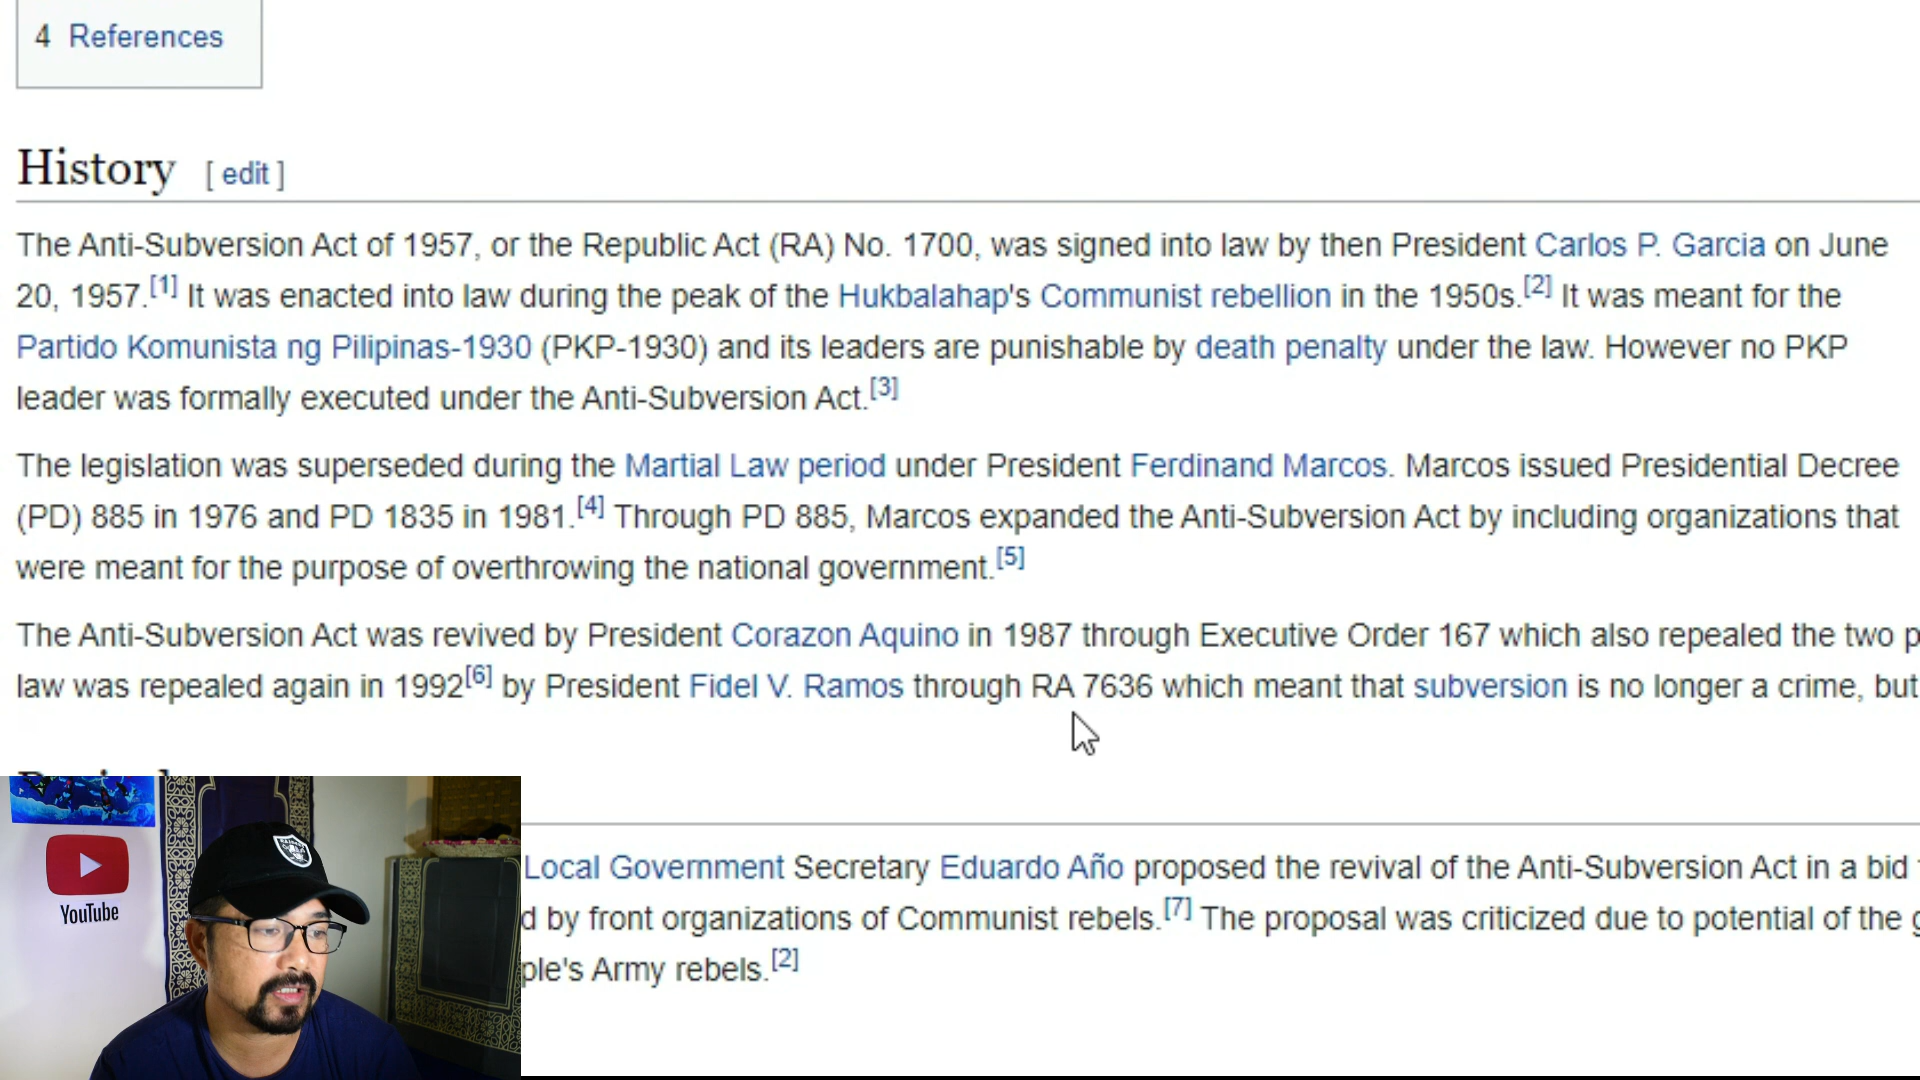 4 References
History [ edit ]
The Anti-Subversion Act of 1957, or the Republic Act (RA) No. 1700, was signed into law by then President Carlos P. Garcia on June
20, 1957.[1] It was enacted into law during the peak of the Hukbalahap's Communist rebellion in the 1950s.[2] It was meant for the
Partido Komunista ng Pilipinas-1930 (PKP-1930) and its leaders are punishable by death penalty under the law. However no PKP
leader was formally executed under the Anti-Subversion Act.[3]
The legislation was superseded during the Martial Law period under President Ferdinand Marcos. Marcos issued Presidential Decree
(PD) 885 in 1976 and PD 1835 in 1981.[4] Through PD 885, Marcos expanded the Anti-Subversion Act by including organizations that
were meant for the purpose of overthrowing the national government.[5]
The Anti-Subversion Act was revived by President Corazon Aquino in 1987 through Executive Order 167 which also repealed the two p
law was repealed again in 1992[6] by President Fidel V. Ramos through RA 7636 which meant that subversion is no longer a crime, but
Local Government Secretary Eduardo Año proposed the revival of the Anti-Subversion Act in a bid
d by front organizations of Communist rebels.[7] The proposal was criticized due to potential of the
ple's Army rebels.[2]
YouTube
RAIDERS